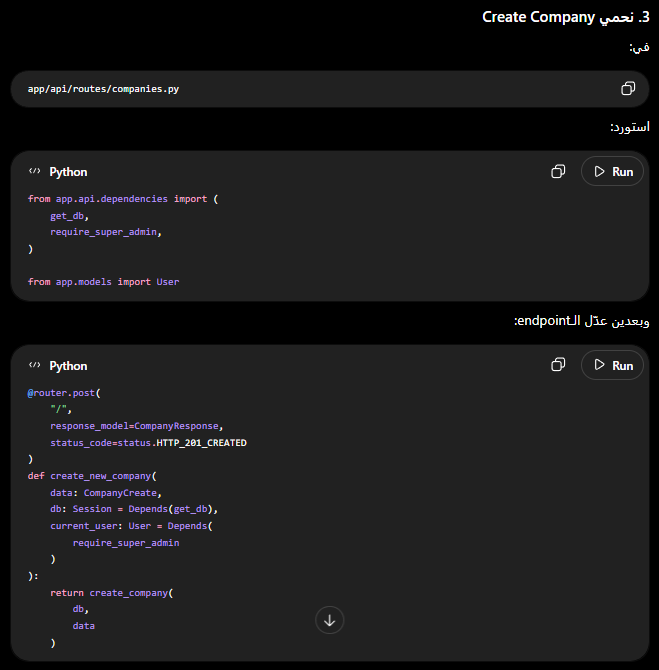 3. نحمي Create Company
في:
app/api/routes/companies.py
استورد:
Python
Run
from app.api.dependencies import (
    get_db,
    require_super_admin,
)

from app.models import User
وبعدين عدّل الـendpoint:
Python
Run
@router.post(
    "/",
    response_model=CompanyResponse,
    status_code=status.HTTP_201_CREATED
)
def create_new_company(
    data: CompanyCreate,
    db: Session = Depends(get_db),
    current_user: User = Depends(
        require_super_admin
    )
):
    return create_company(
        db,
        data
    )